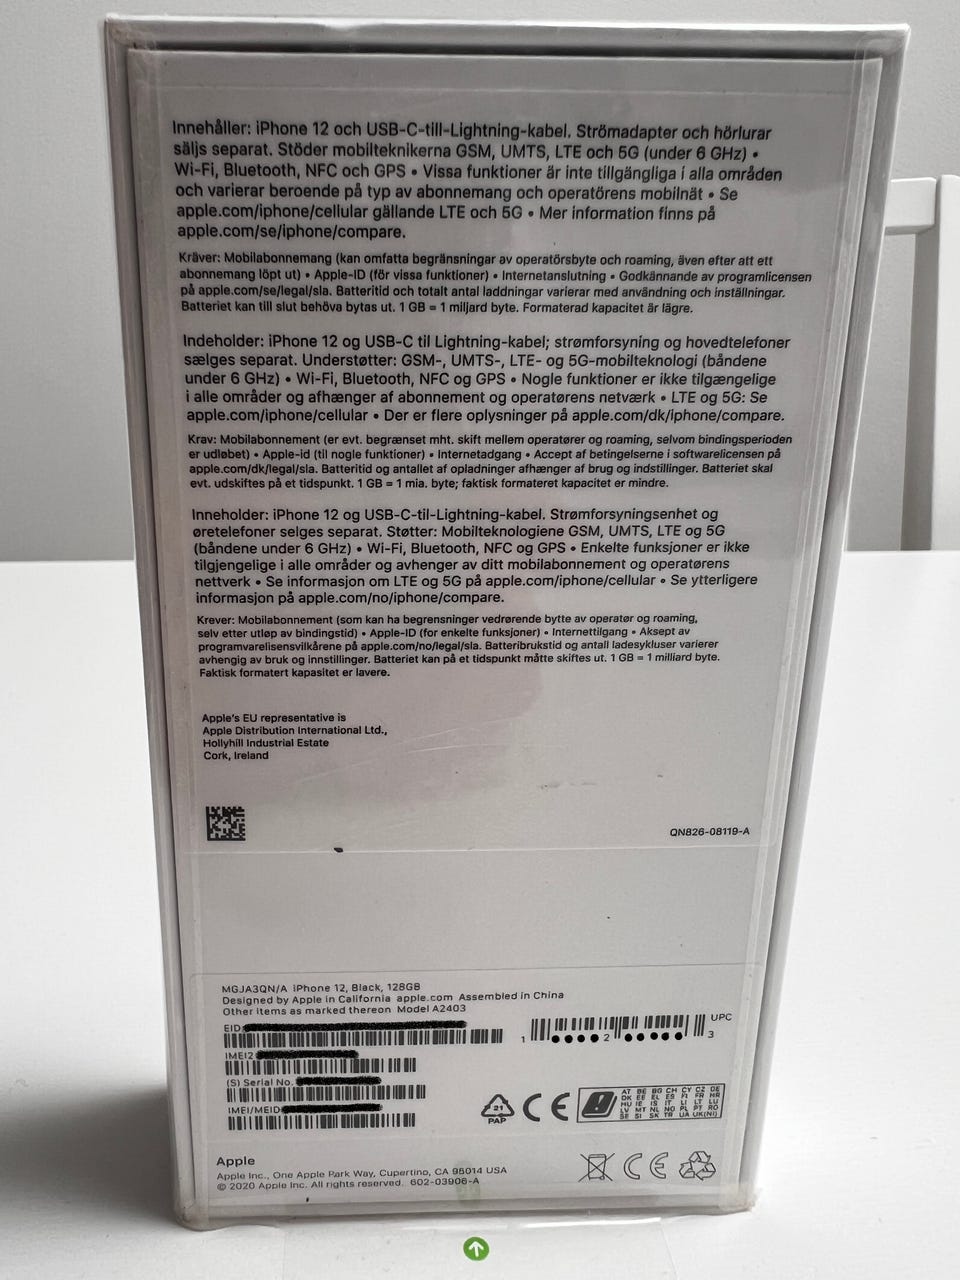 Innehåller: iPhone 12 och USB-C-till-Lightning-kabel. Strömadapter och hörlurar
säljs separat. Stöder mobilteknikerna GSM, UMTS, LTE och 5G (under 6 GHz) •
Wi-Fi, Bluetooth, NFC och GPS • Vissa funktioner är inte tillgängliga i alla områden
och varierar beroende på typ av abonnemang och operatörens mobilnät • Se
apple.com/iphone/cellular gällande LTE och 5G • Mer information finns på
apple.com/se/iphone/compare.
Kräver: Mobilabonnemang (kan omfatta begränsningar av operatörsbyte och roaming, även efter att ett
abonnemang löpt ut) • Apple-ID (för vissa funktioner) • Internetanslutning • Godkännande av programlicensen
på apple.com/se/legal/sla. Batteritid och totalt antal laddningar varierar med användning och inställningar.
Batteriet kan till slut behöva bytas ut. 1 GB = 1 miljard byte. Formaterad kapacitet är lägre.
Indeholder: iPhone 12 og USB-C til Lightning-kabel; strømforsyning og hovedtelefoner
sælges separat. Understøtter: GSM-, UMTS-, LTE- og 5G-mobilteknologi (båndene
under 6 GHz) • Wi-Fi, Bluetooth, NFC og GPS • Nogle funktioner er ikke tilgængelige
i alle områder og afhænger af abonnement og operatørens netværk • LTE og 5G: Se
apple.com/iphone/cellular • Der er flere oplysninger på apple.com/dk/iphone/compare.
Krav: Mobilabonnement (er evt. begrænset mht. skift mellem operatører og roaming, selvom bindingsperioden
er udløbet) • Apple-id (til nogle funktioner) • Internetadgang • Accept af betingelserne i softwarelicensen på
apple.com/dk/legal/sla. Batteritid og antallet af opladninger afhænger af brug og indstillinger. Batteriet skal
evt. udskiftes på et tidspunkt. 1 GB = 1 mia. byte; faktisk formateret kapacitet er mindre.
Inneholder: iPhone 12 og USB-C-til-Lightning-kabel. Strømforsyningsenhet og
øretelefoner selges separat. Støtter: Mobilteknologiene GSM, UMTS, LTE og 5G
(båndene under 6 GHz) • Wi-Fi, Bluetooth, NFC og GPS • Enkelte funksjoner er ikke
tilgjengelige i alle områder og avhenger av ditt mobilabonnement og operatørens
nettverk • Se informasjon om LTE og 5G på apple.com/iphone/cellular • Se ytterligere
informasjon på apple.com/no/iphone/compare.
Krever: Mobilabonnement (som kan ha begrensninger vedrørende bytte av operatør og roaming,
selv etter utløp av bindingstid) • Apple-ID (for enkelte funksjoner) • Internettilgang • Aksept av
programvarelisensvilkårene på apple.com/no/legal/sla. Batteribrukstid og antall ladesykluser varierer
avhengig av bruk og innstillinger. Batteriet kan på et tidspunkt måtte skiftes ut. 1 GB = 1 milliard byte.
Faktisk formatert kapasitet er lavere.
Apple's EU representative is
Apple Distribution International Ltd.,
Hollyhill Industrial Estate
Cork, Ireland
QN826-08119-A
MGJA3QN/A iPhone 12, Black, 128GB
Designed by Apple in California apple.com Assembled in China
Other items as marked thereon Model A2403
EID
UPC
1 2 3
IMEI2
(S) Serial No.
IMEI/MEID
21
PAP
CE
AT BE BG CH CY CZ DE
DK EE EL ES FI FR HR
HU IE IS IT LI LT LU
LV MT NL NO PL PT RO
SE SI SK TR UA UK(NI)
Apple
Apple Inc., One Apple Park Way, Cupertino, CA 95014 USA
© 2020 Apple Inc. All rights reserved. 602-03906-A
CE